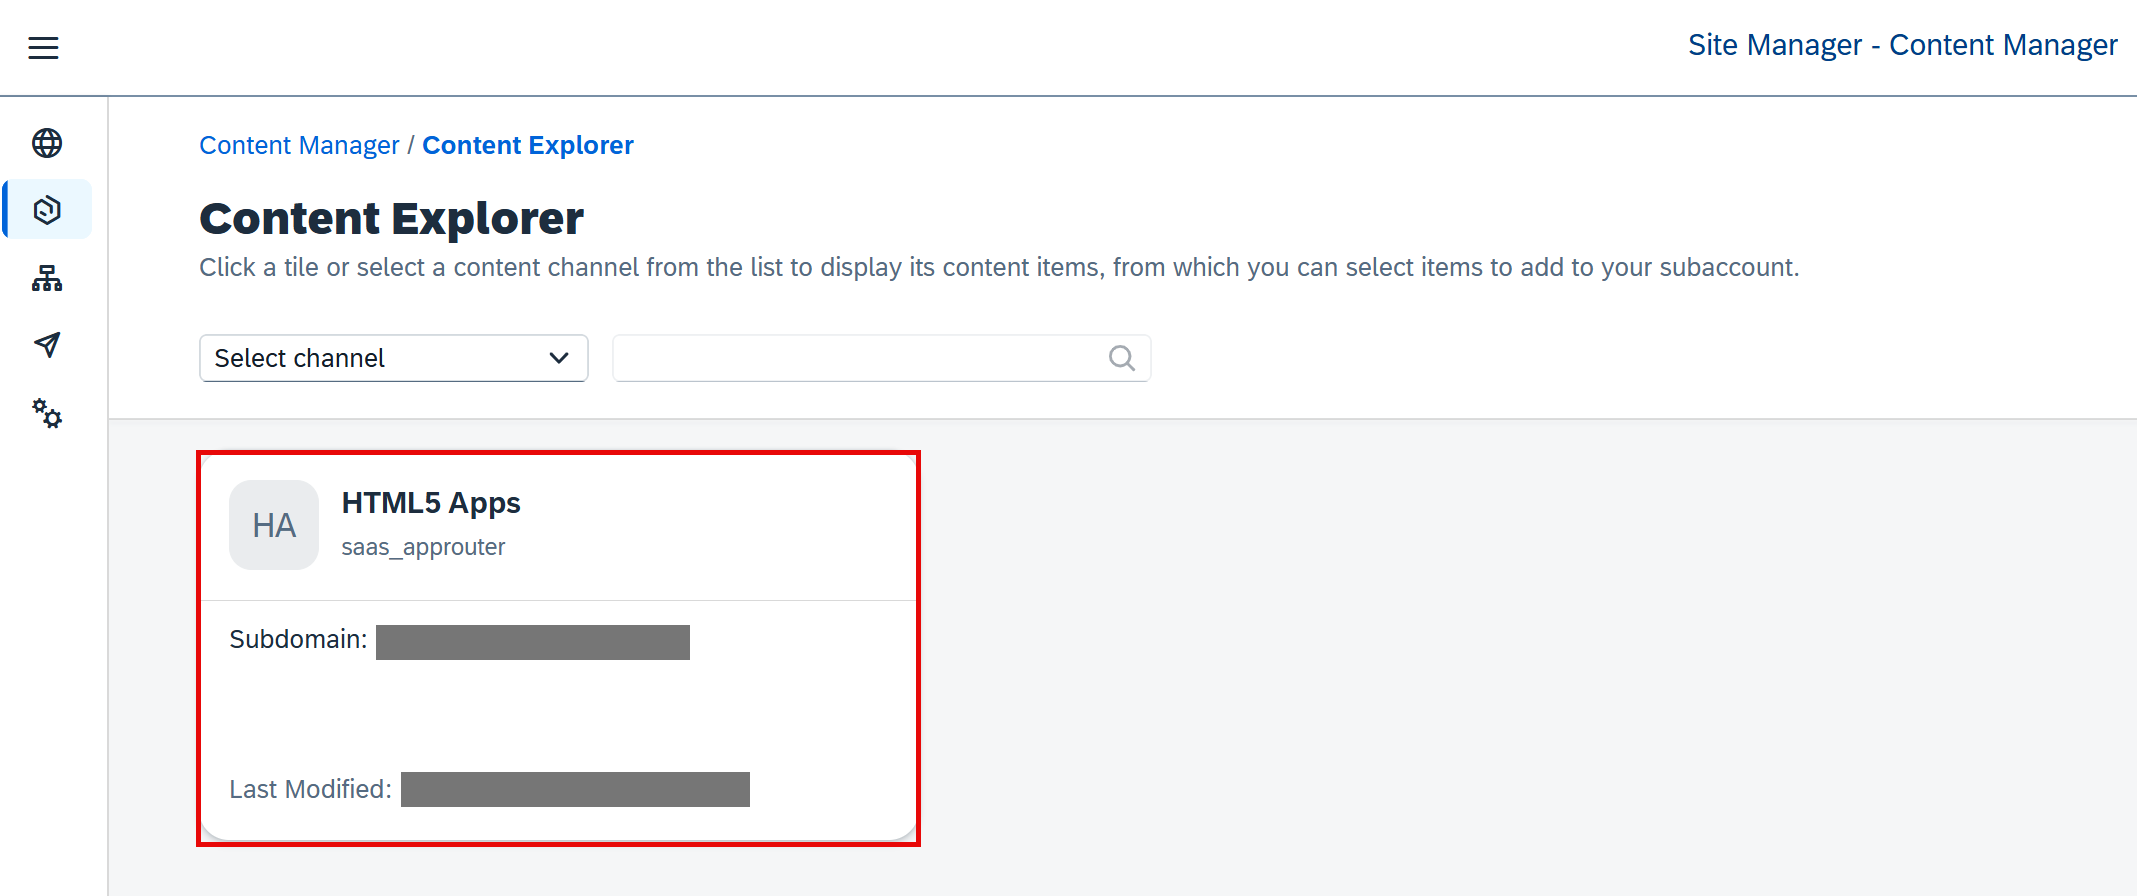 Site Manager - Content Manager
Content Manager / Content Explorer
Content Explorer
Click a tile or select a content channel from the list to display its content items, from which you can select items to add to your subaccount.
Select channel
HA
HTML5 Apps
saas_approuter
Subdomain:
Last Modified: